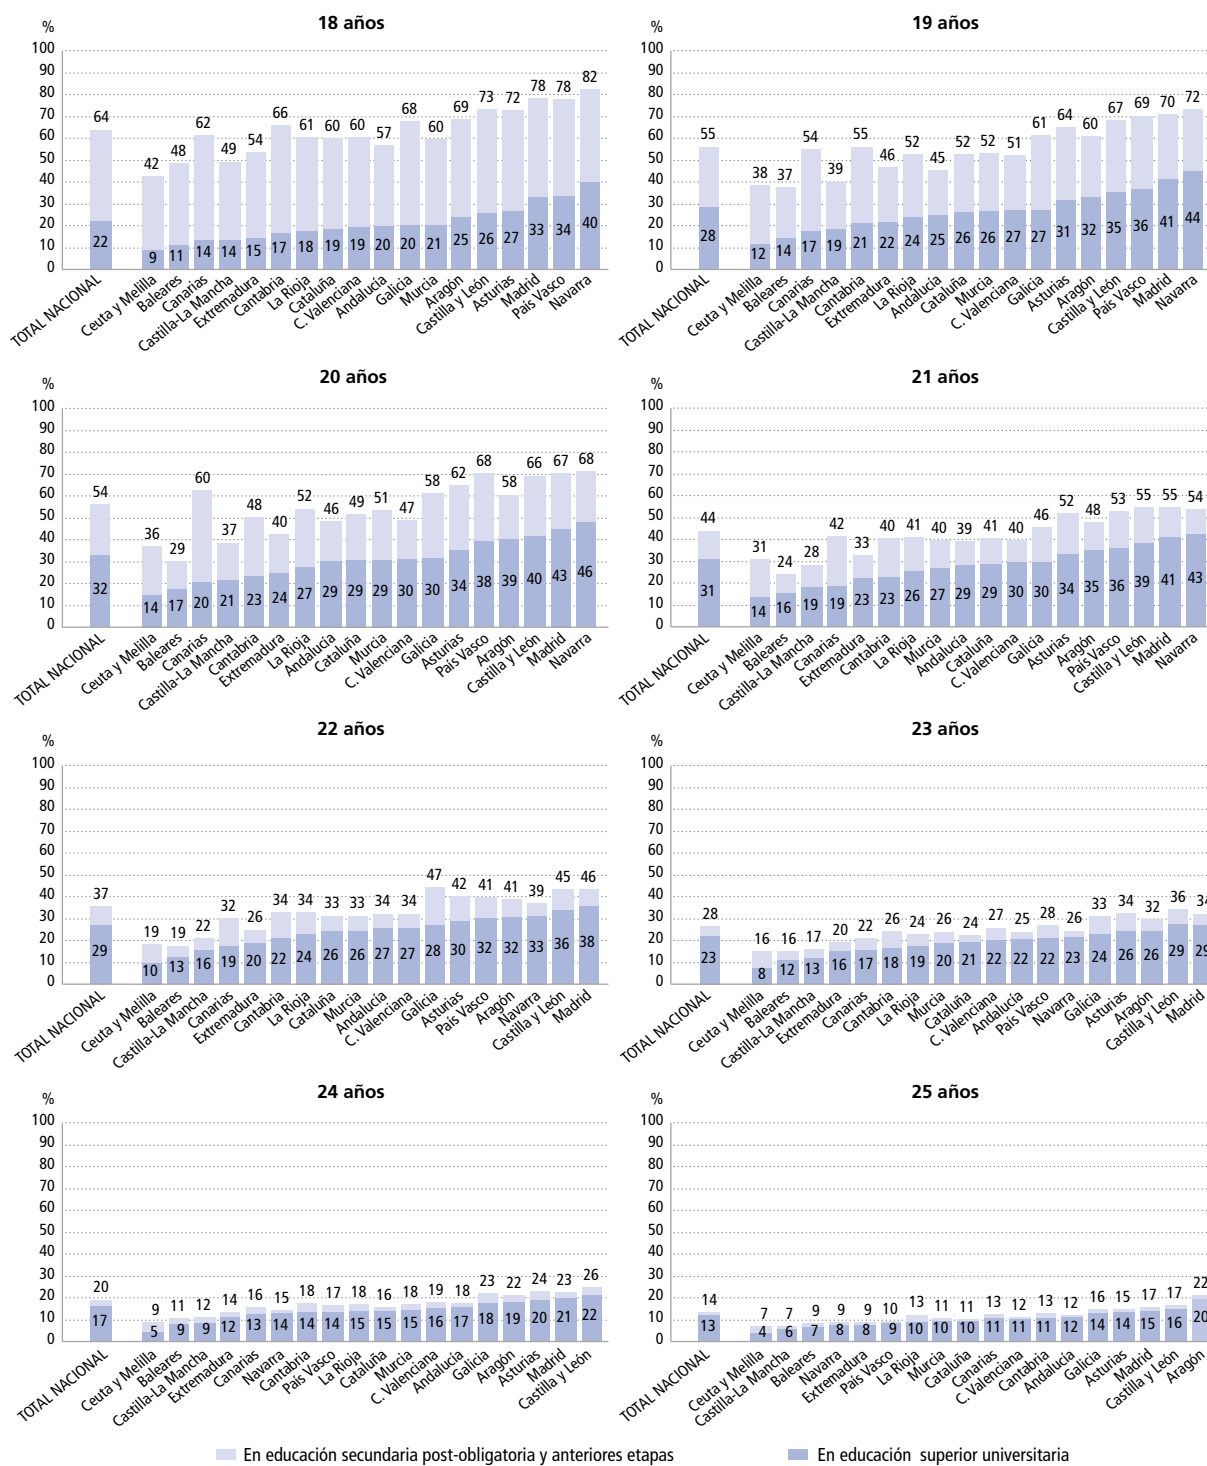 18 años
%
100
90
80
70
60
50
40
30
20
10
0
64 42 48 62 49 54 66 61 60 60 57 68 60 69 73 72 78 78 82
22 9 11 14 14 15 17 18 19 19 20 20 21 25 26 27 33 34 40
TOTAL NACIONAL
Ceuta y Melilla
Baleares
Canarias
Castilla-La Mancha
Extremadura
Cantabria
La Rioja
Cataluña
C. Valenciana
Andalucía
Galicia
Murcia
Aragón
Castilla y León
Asturias
Madrid
País Vasco
Navarra
19 años
%
100
90
80
70
60
50
40
30
20
10
0
55 38 37 54 39 55 46 52 45 52 52 51 61 64 60 67 69 70 72
28 12 14 17 19 21 22 24 25 26 26 27 27 31 32 35 36 41 44
TOTAL NACIONAL
Ceuta y Melilla
Baleares
Canarias
Castilla-La Mancha
Cantabria
Extremadura
La Rioja
Andalucía
Cataluña
Murcia
C. Valenciana
Galicia
Asturias
Aragón
Castilla y León
País Vasco
Madrid
Navarra
20 años
%
100
90
80
70
60
50
40
30
20
10
0
54 36 29 60 37 48 40 52 46 49 51 47 58 62 68 58 66 67 68
32 14 17 20 21 23 24 27 29 29 29 30 30 34 38 39 40 43 46
TOTAL NACIONAL
Ceuta y Melilla
Baleares
Canarias
Castilla-La Mancha
Cantabria
Extremadura
La Rioja
Andalucía
Cataluña
Murcia
C. Valenciana
Galicia
Asturias
País Vasco
Aragón
Castilla y León
Madrid
Navarra
21 años
%
100
90
80
70
60
50
40
30
20
10
0
44 31 24 28 42 33 40 41 40 39 41 40 46 52 48 53 55 55 54
31 14 16 19 19 23 23 26 27 29 29 30 30 34 35 36 39 41 43
TOTAL NACIONAL
Ceuta y Melilla
Baleares
Castilla-La Mancha
Canarias
Extremadura
Cantabria
La Rioja
Murcia
Andalucía
Cataluña
C. Valenciana
Galicia
Asturias
Aragón
País Vasco
Castilla y León
Madrid
Navarra
22 años
%
100
90
80
70
60
50
40
30
20
10
0
37 19 19 22 32 26 34 34 33 33 34 34 47 42 41 41 39 45 46
29 10 13 16 19 20 22 24 26 26 27 27 28 30 32 32 33 36 38
TOTAL NACIONAL
Ceuta y Melilla
Baleares
Castilla-La Mancha
Canarias
Extremadura
Cantabria
La Rioja
Cataluña
Murcia
Andalucía
C. Valenciana
Galicia
Asturias
País Vasco
Aragón
Navarra
Castilla y León
Madrid
23 años
%
100
90
80
70
60
50
40
30
20
10
0
28 16 16 17 20 22 26 24 26 24 27 25 28 26 33 34 32 36 34
23 8 12 13 16 17 18 19 20 21 22 22 22 23 24 26 26 29 29
TOTAL NACIONAL
Ceuta y Melilla
Baleares
Castilla-La Mancha
Extremadura
Canarias
Cantabria
La Rioja
Murcia
Cataluña
C. Valenciana
Andalucía
País Vasco
Navarra
Galicia
Asturias
Aragón
Castilla y León
Madrid
24 años
%
100
90
80
70
60
50
40
30
20
10
0
20 9 11 12 14 16 15 18 17 18 16 18 19 18 23 22 24 23 26
17 5 9 9 12 13 14 14 14 15 15 15 16 17 18 19 20 21 22
TOTAL NACIONAL
Ceuta y Melilla
Baleares
Castilla-La Mancha
Extremadura
Canarias
Navarra
Cantabria
País Vasco
La Rioja
Cataluña
Murcia
C. Valenciana
Andalucía
Galicia
Aragón
Asturias
Madrid
Castilla y León
25 años
%
100
90
80
70
60
50
40
30
20
10
0
14 7 7 9 9 9 10 13 11 11 13 12 13 12 16 15 17 17 22
13 4 6 7 8 8 9 10 10 10 11 11 11 12 14 14 15 16 20
TOTAL NACIONAL
Ceuta y Melilla
Castilla-La Mancha
Baleares
Navarra
Extremadura
País Vasco
La Rioja
Murcia
Cataluña
Canarias
C. Valenciana
Cantabria
Andalucía
Galicia
Asturias
Madrid
Castilla y León
Aragón
En educación secundaria post-obligatoria y anteriores etapas
En educación superior universitaria